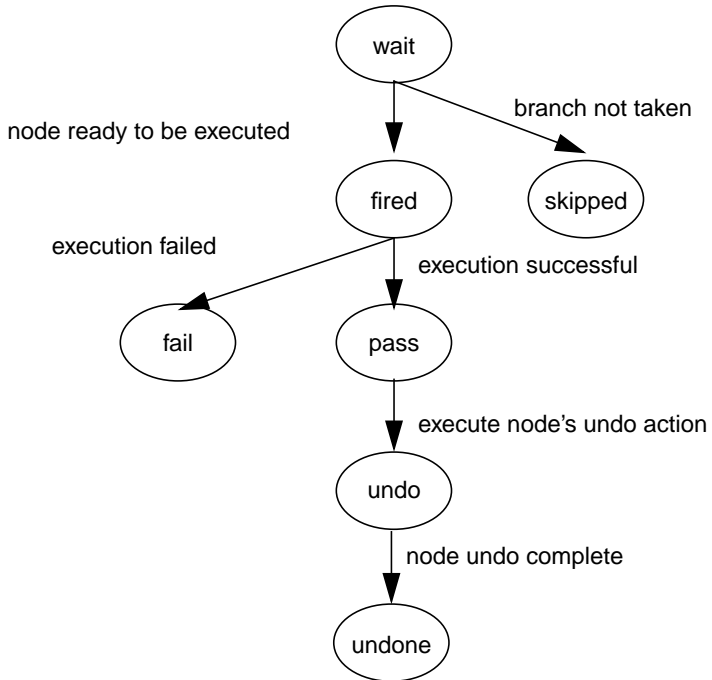 wait
branch not taken
node ready to be executed
fired
skipped
execution failed
execution successful
fail
pass
execute node's undo action
undo
node undo complete
undone